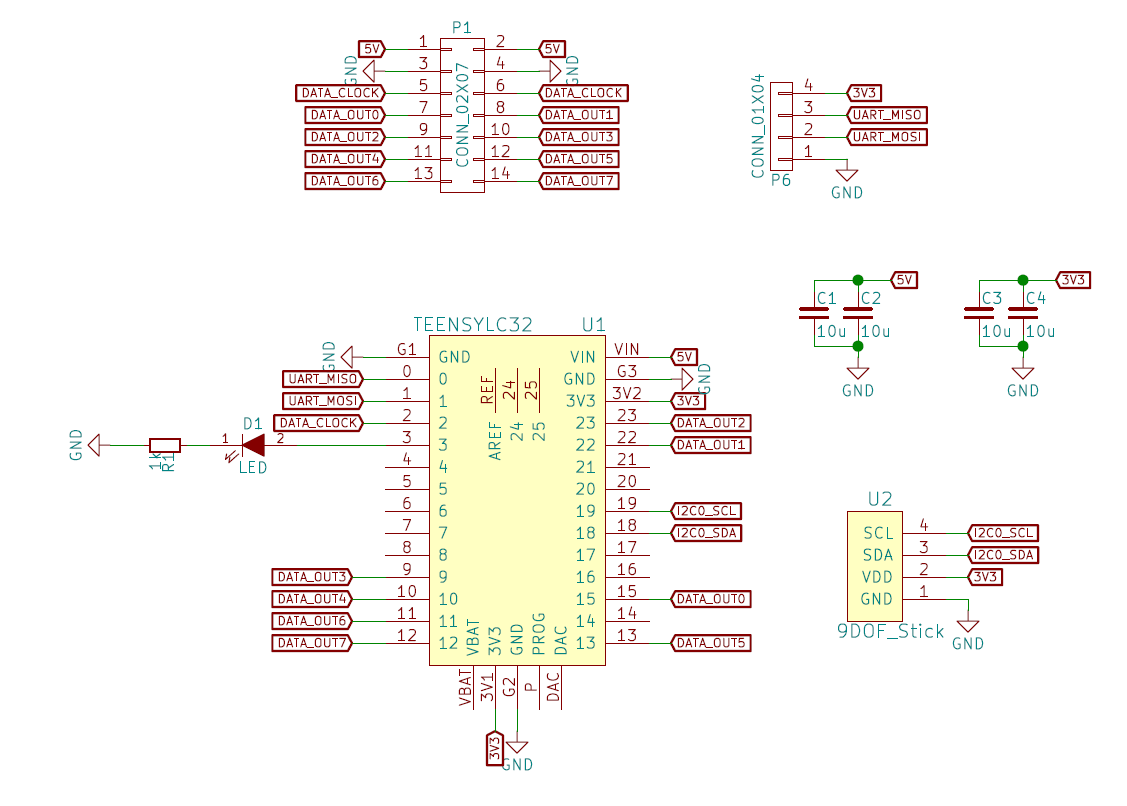 P1
5V 1 2 5V
GND 3 4 GND
DATA_CLOCK 5 6 DATA_CLOCK
DATA_OUT0 7 8 DATA_OUT1
DATA_OUT2 9 10 DATA_OUT3
DATA_OUT4 11 12 DATA_OUT5
DATA_OUT6 13 14 DATA_OUT7
CONN_02X07
CONN_01X04
4 3V3
3 UART_MISO
2 UART_MOSI
1
P6
GND
5V
C1 C2
10u 10u
GND
3V3
C3 C4
10u 10u
GND
TEENSYLC32 U1
GND G1 GND VIN VIN 5V
UART_MISO 0 0 GND G3 GND
UART_MOSI 1 1 3V3 3V2 3V3
DATA_CLOCK 2 2 23 23 DATA_OUT2
3 3 22 22 DATA_OUT1
4 4 21 21
5 5 20 20
6 6 19 19 I2C0_SCL
7 7 18 18 I2C0_SDA
8 8 17 17
DATA_OUT3 9 9 16 16
DATA_OUT4 10 10 15 15 DATA_OUT0
DATA_OUT6 11 11 14 14
DATA_OUT7 12 12 13 13 DATA_OUT5
REF 24 25
AREF 24 25
VBAT 3V3 GND PROG DAC
VBAT 3V1 G2 P DAC
3V3 GND
GND
1k
R1
D1
1 2
LED
U2
SCL 4 I2C0_SCL
SDA 3 I2C0_SDA
VDD 2 3V3
GND 1
9DOF_Stick
GND